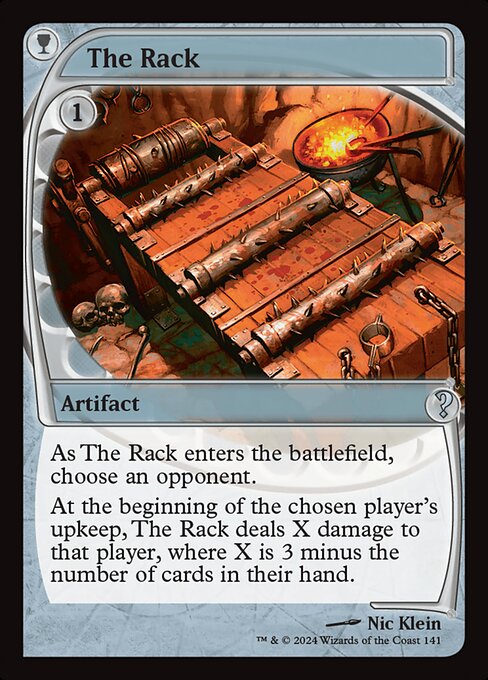 The Rack
1
Artifact
As The Rack enters the battlefield,
choose an opponent.
At the beginning of the chosen player's
upkeep, The Rack deals X damage to
that player, where X is 3 minus the
number of cards in their hand.
Nic Klein
™ & © 2024 Wizards of the Coast 141